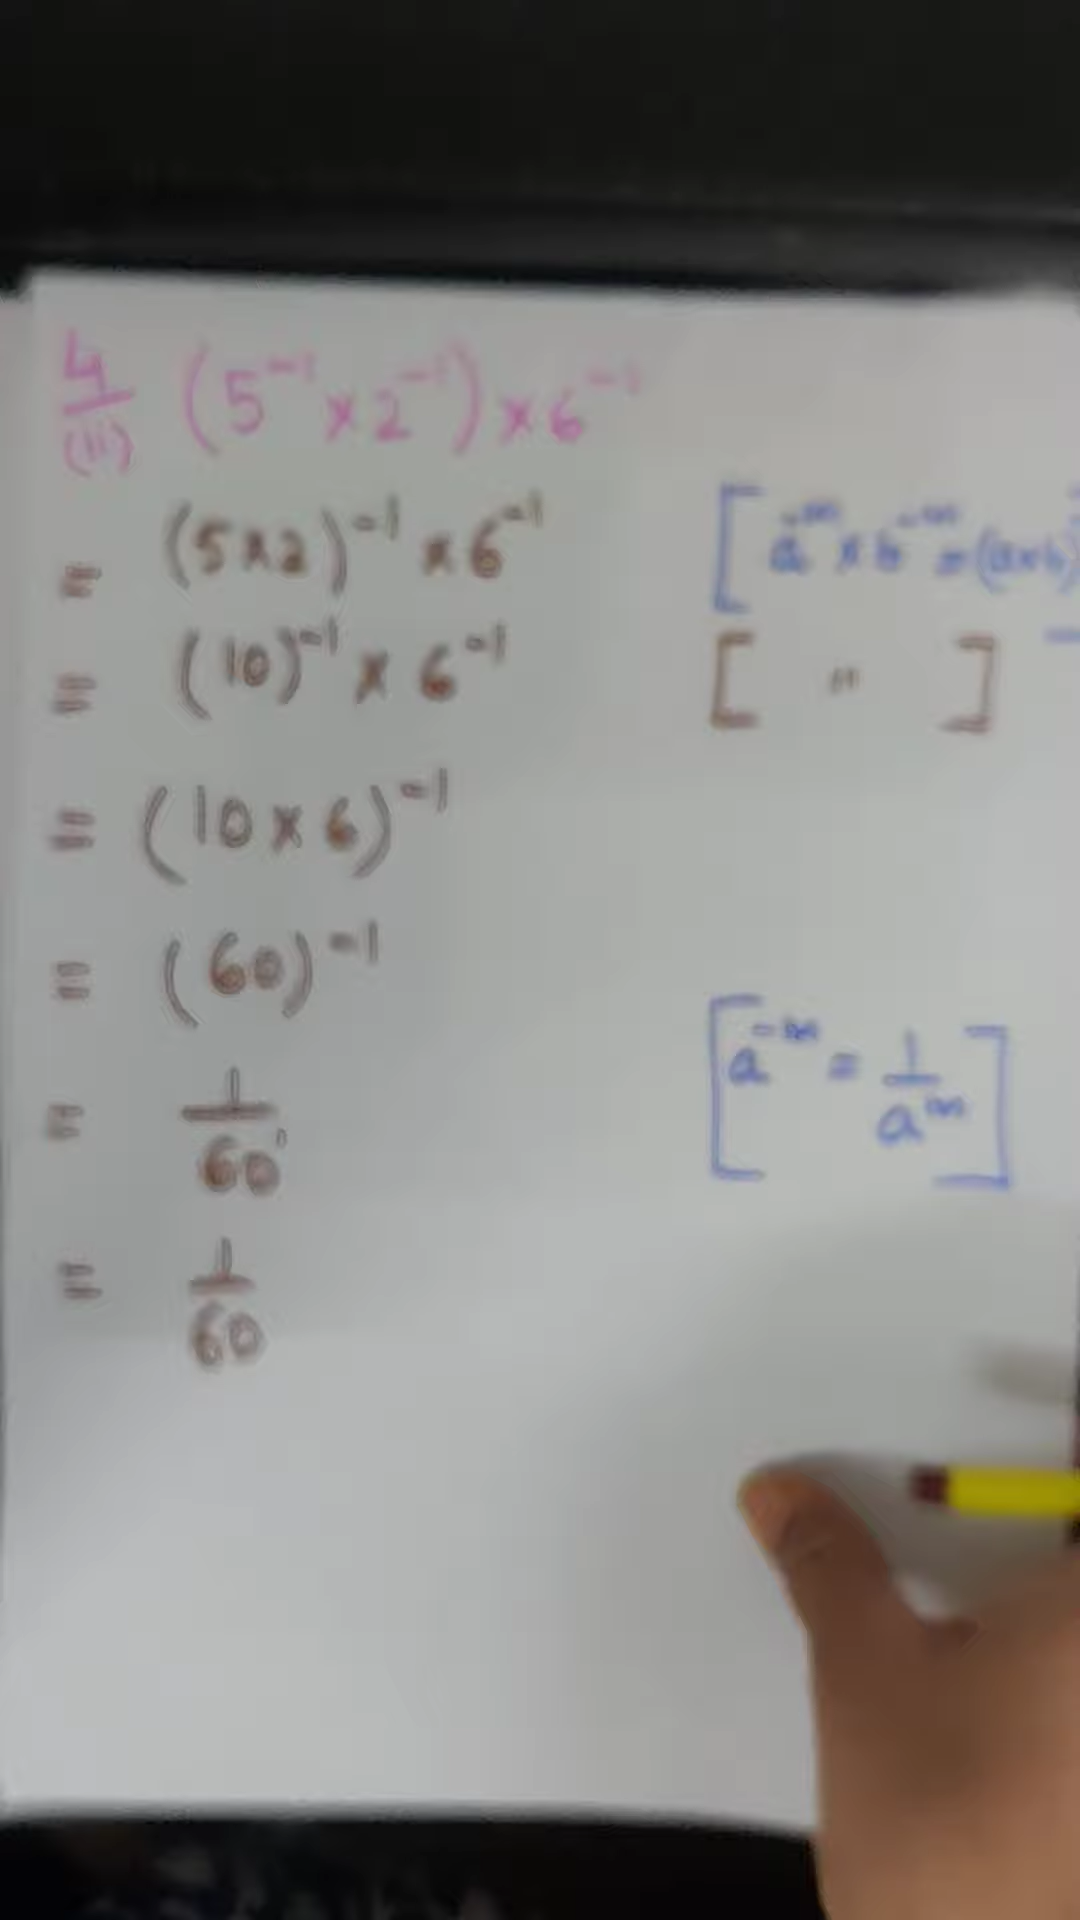 4/(ii) (5⁻¹ × 2⁻¹) × 6⁻¹
= (5×2)⁻¹ × 6⁻¹ [a⁻ᵐ × b⁻ᵐ = (a×b)
= (10)⁻¹ × 6⁻¹ [ " ]
= (10 × 6)⁻¹
= (60)⁻¹
= 1/60¹ [a⁻ᵐ = 1/aᵐ]
= 1/60